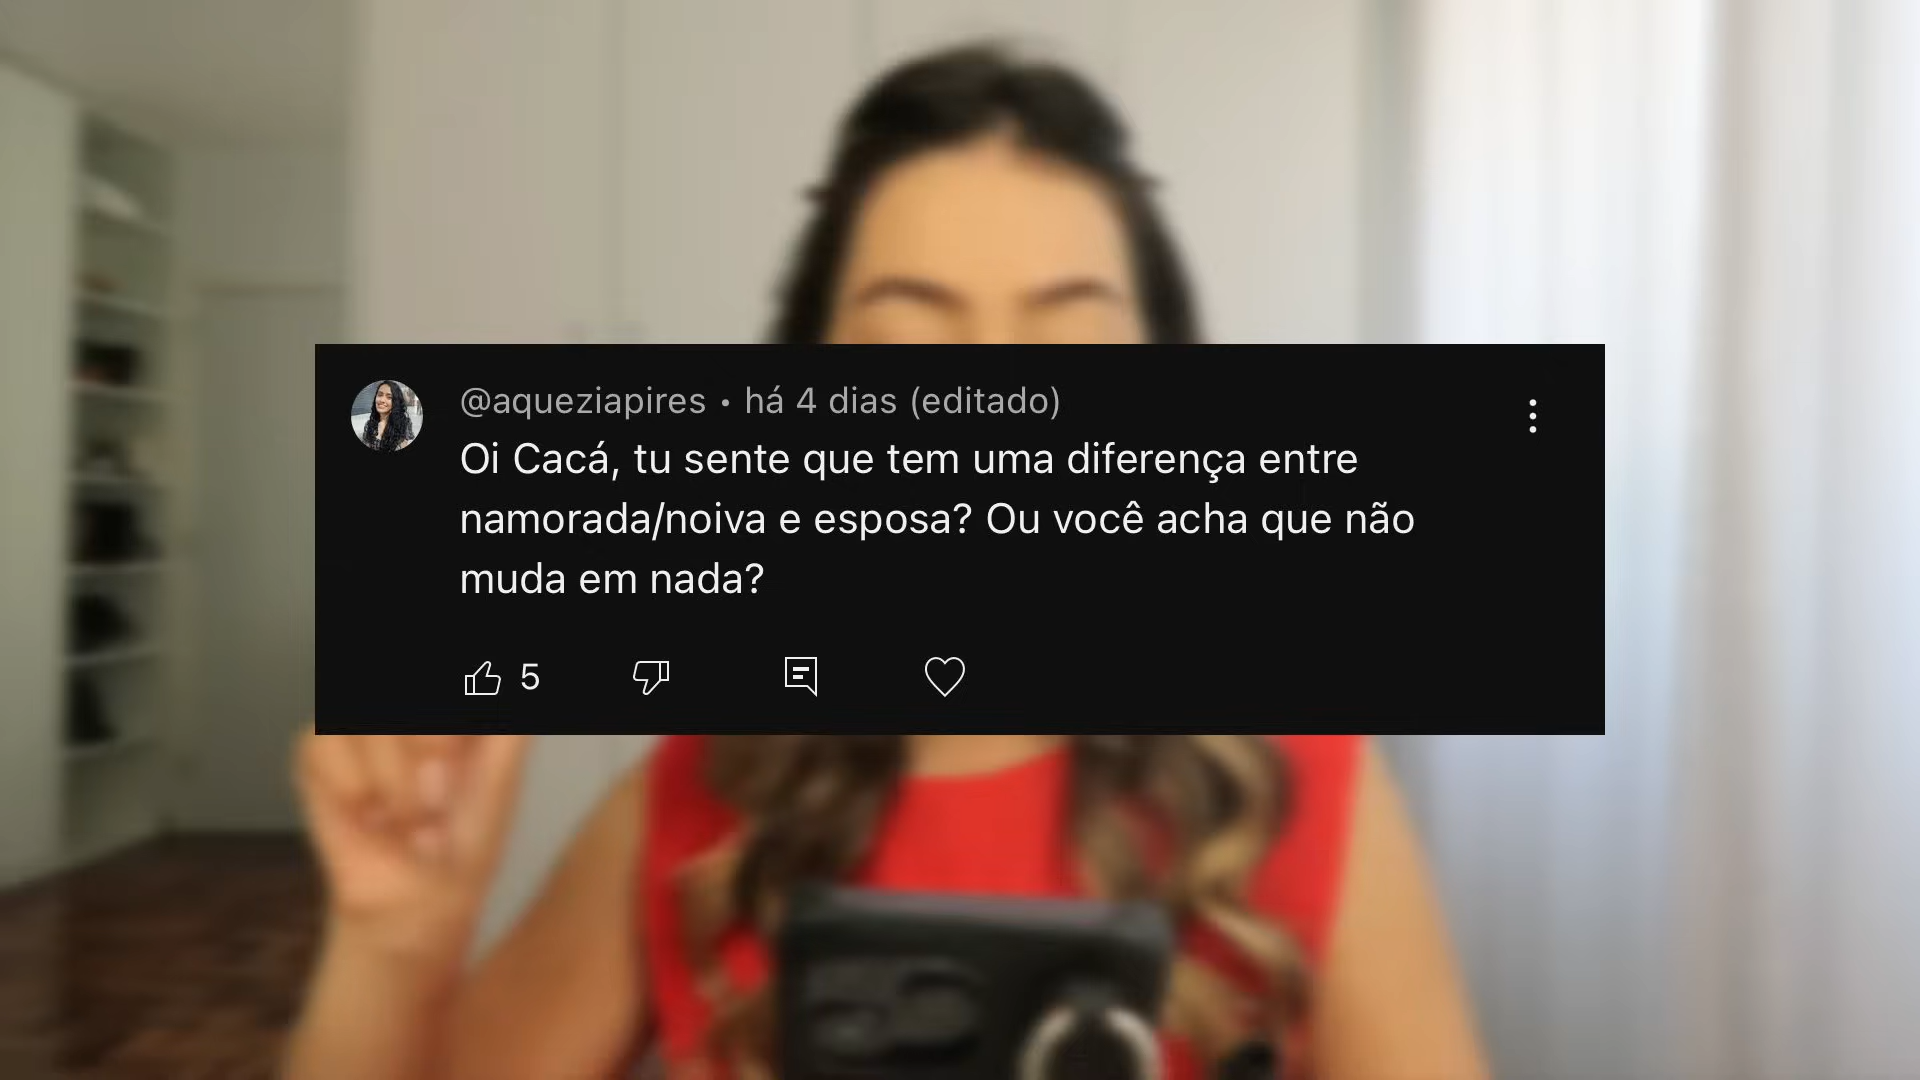 @aqueziapires • há 4 dias (editado)
Oi Cacá, tu sente que tem uma diferença entre
namorada/noiva e esposa? Ou você acha que não
muda em nada?
5